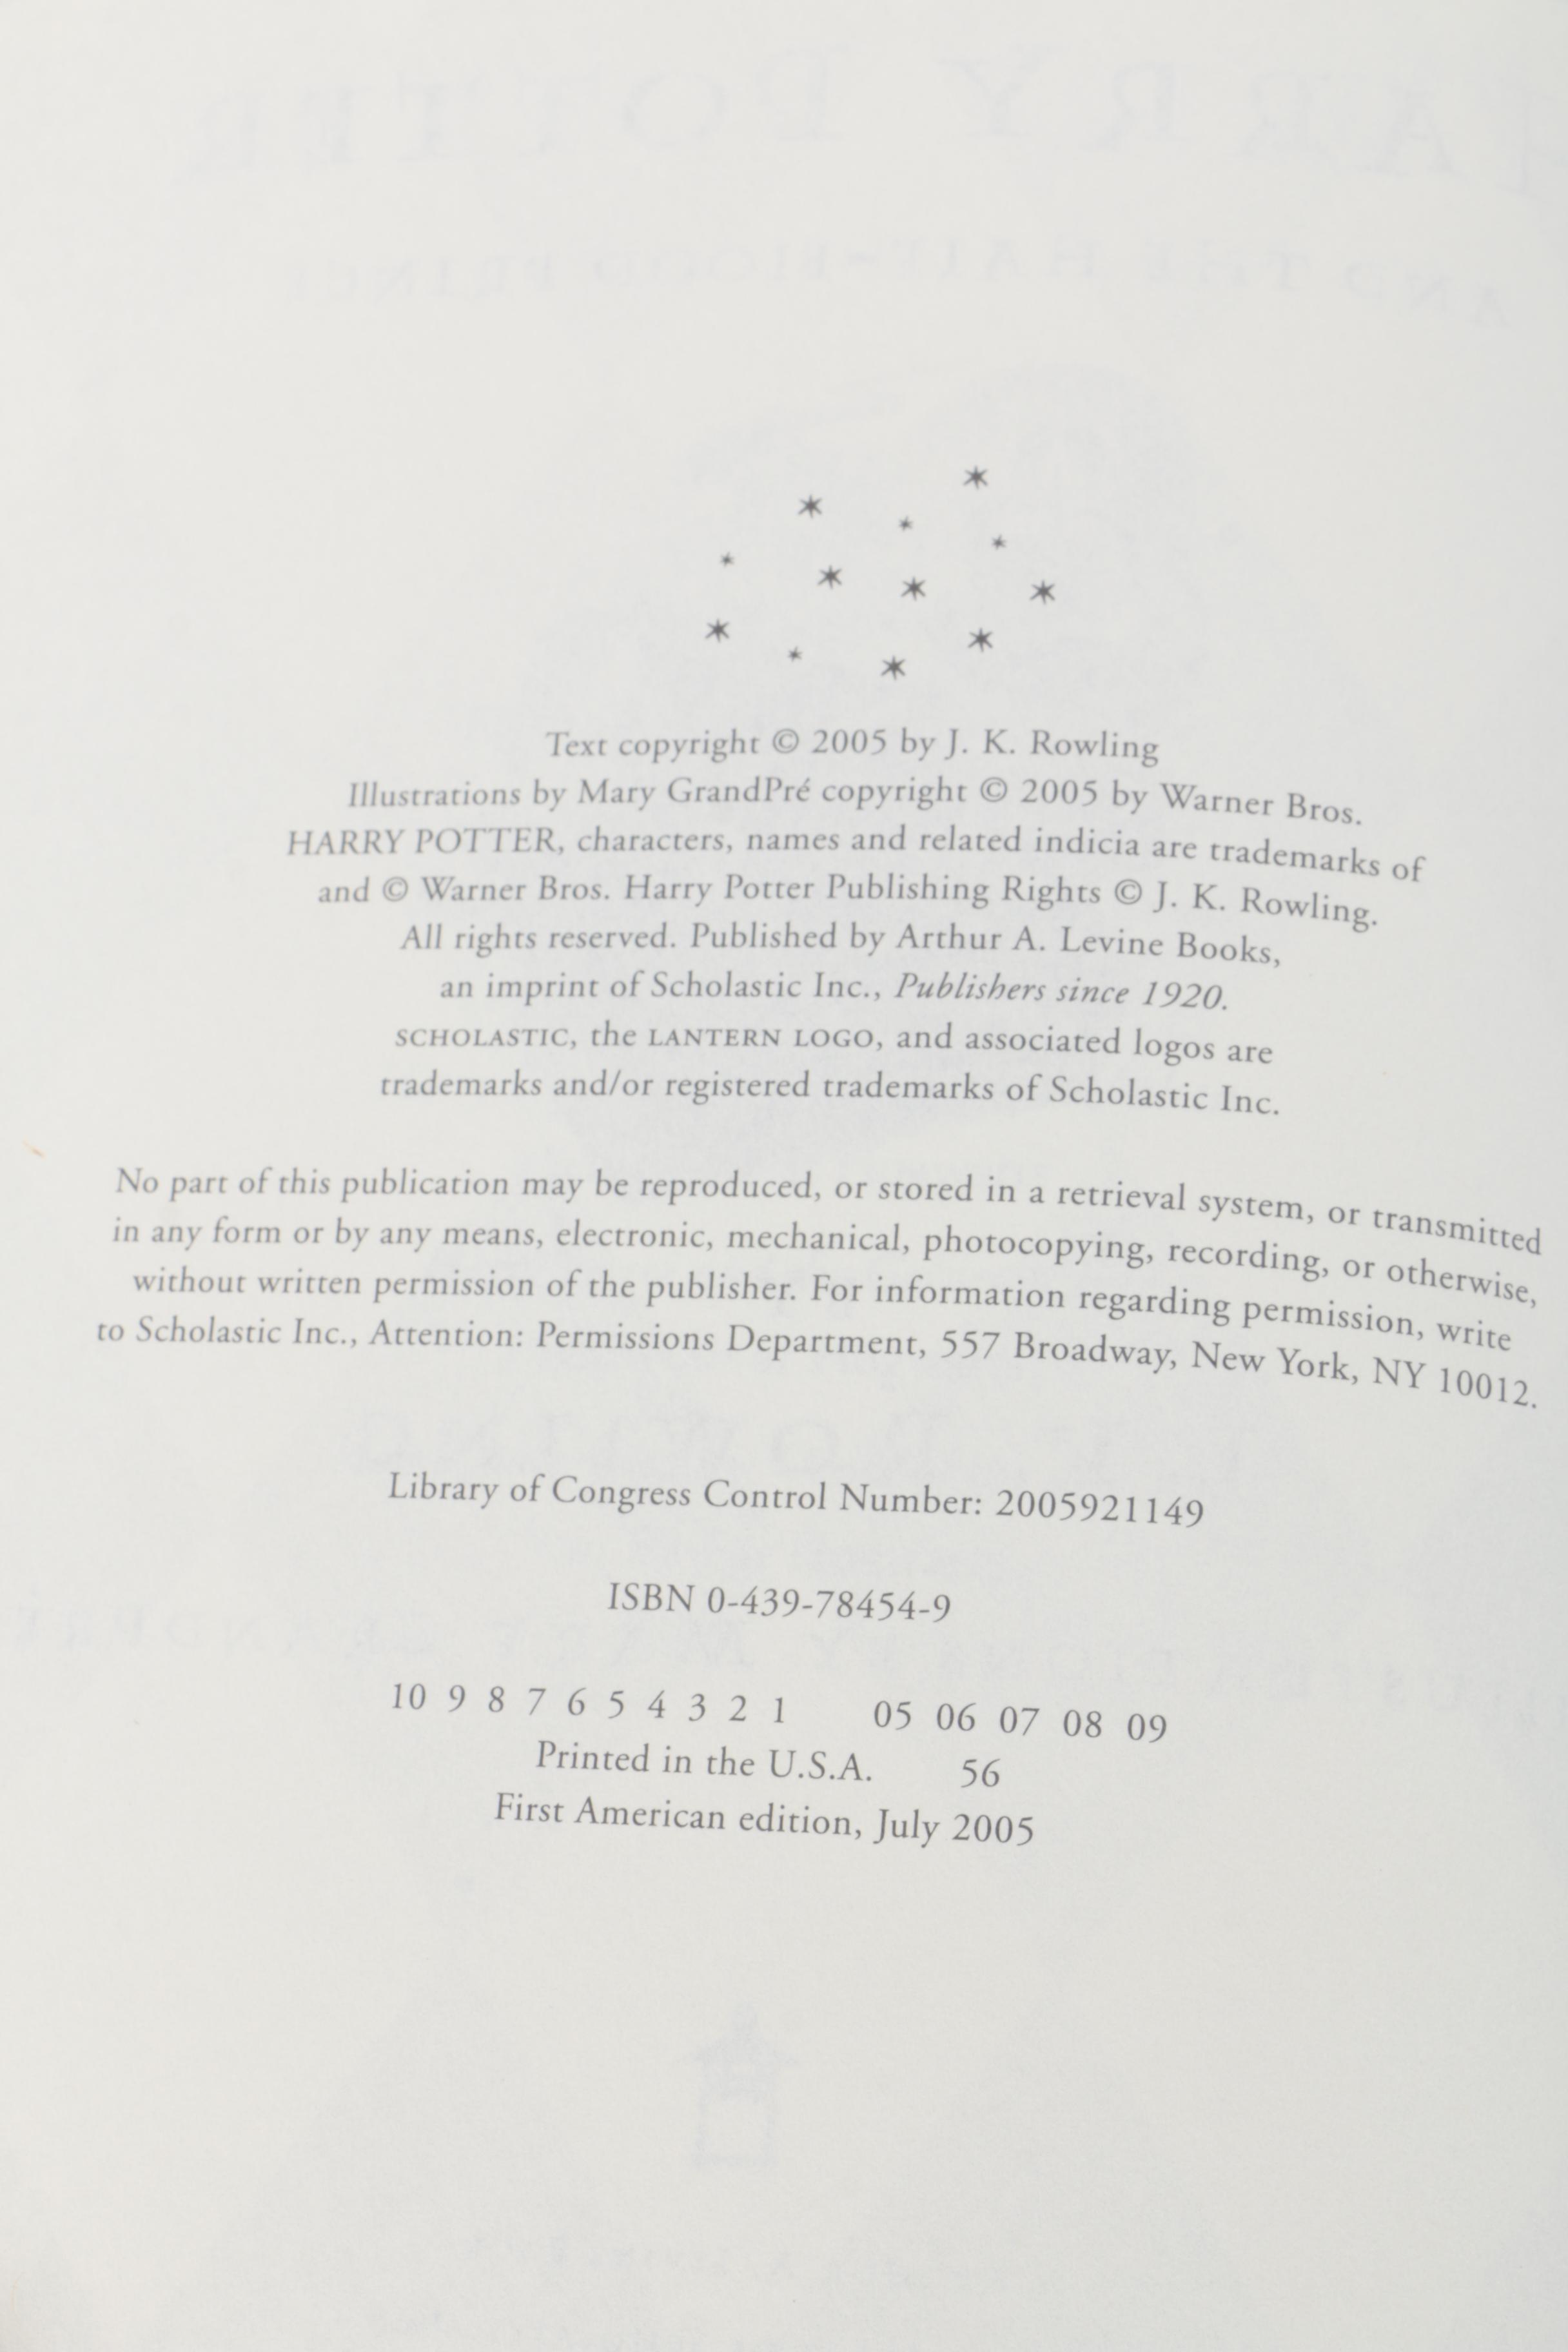 Text copyright © 2005 by J. K. Rowling
Illustrations by Mary GrandPré copyright © 2005 by Warner Bros.
HARRY POTTER, characters, names and related indicia are trademarks of
and © Warner Bros. Harry Potter Publishing Rights © J. K. Rowling.
All rights reserved. Published by Arthur A. Levine Books,
an imprint of Scholastic Inc., Publishers since 1920.
SCHOLASTIC, the LANTERN LOGO, and associated logos are
trademarks and/or registered trademarks of Scholastic Inc.
No part of this publication may be reproduced, or stored in a retrieval system, or transmitted
in any form or by any means, electronic, mechanical, photocopying, recording, or otherwise,
without written permission of the publisher. For information regarding permission, write
to Scholastic Inc., Attention: Permissions Department, 557 Broadway, New York, NY 10012.
Library of Congress Control Number: 2005921149
ISBN 0-439-78454-9
10 9 8 7 6 5 4 3 2 1 05 06 07 08 09
Printed in the U.S.A. 56
First American edition, July 2005